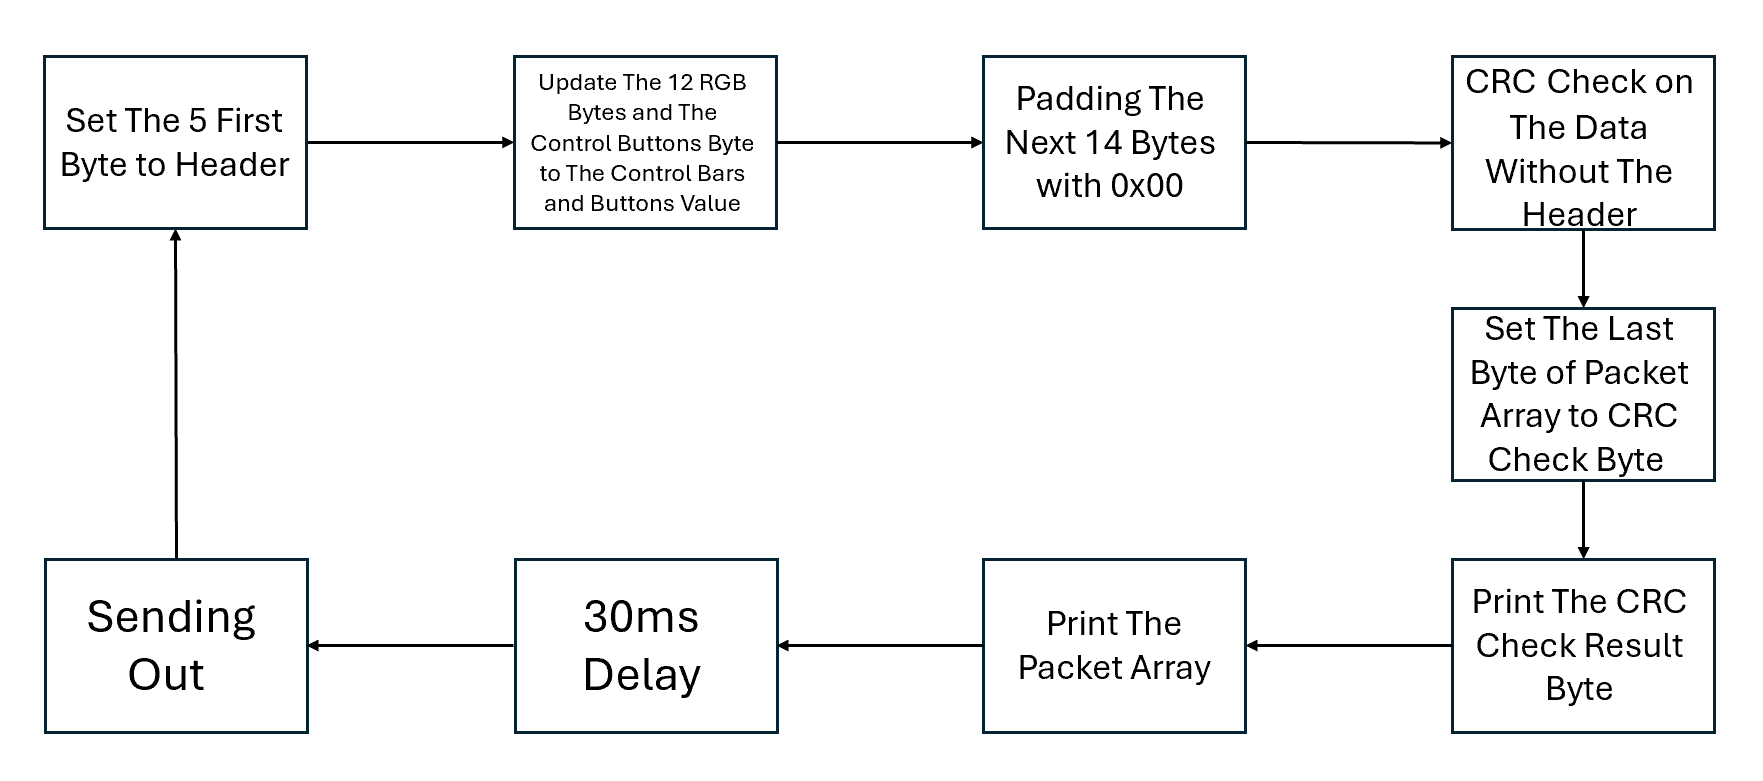 Set The 5 First
Byte to Header
Update The 12 RGB
Bytes and The
Control Buttons Byte
to The Control Bars
and Buttons Value
Padding The
Next 14 Bytes
with 0x00
CRC Check on
The Data
Without The
Header
Set The Last
Byte of Packet
Array to CRC
Check Byte
Print The CRC
Check Result
Byte
Print The
Packet Array
30ms
Delay
Sending
Out